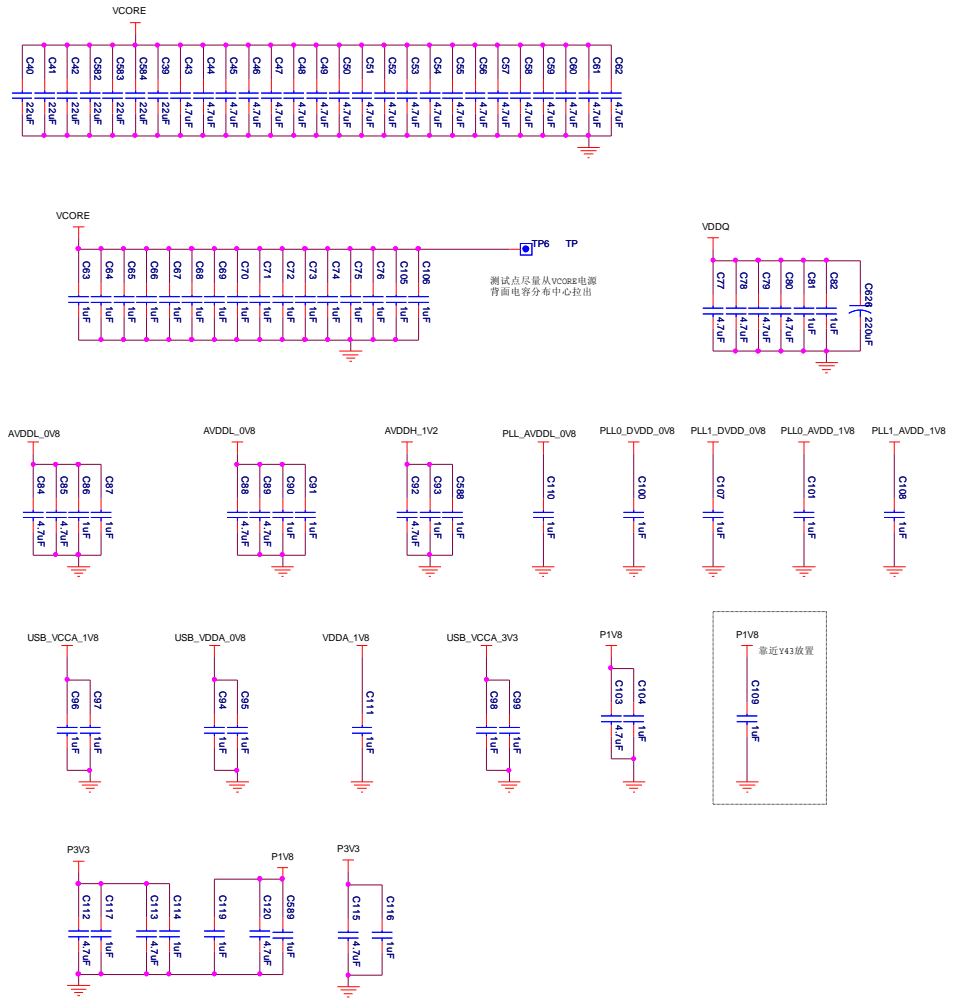 VCORE
C40 C41 C42 C582 C583 C584 C39 C43 C44 C45 C46 C47 C48 C49 C50 C51 C52 C53 C54 C55 C56 C57 C58 C59 C60 C61 C62
22uF 22uF 22uF 22uF 22uF 22uF 22uF 4.7uF 4.7uF 4.7uF 4.7uF 4.7uF 4.7uF 4.7uF 4.7uF 4.7uF 4.7uF 4.7uF 4.7uF 4.7uF 4.7uF 4.7uF 4.7uF 4.7uF 4.7uF 4.7uF 4.7uF
VCORE
TP6 TP
C63 C64 C65 C66 C67 C68 C69 C70 C71 C72 C73 C74 C75 C76 C105 C106
1uF 1uF 1uF 1uF 1uF 1uF 1uF 1uF 1uF 1uF 1uF 1uF 1uF 1uF 1uF 1uF
测试点尽量从VCORE电源
背面电容分布中心拉出
VDDQ
C77 C78 C79 C80 C81 C82 C826
4.7uF 4.7uF 4.7uF 4.7uF 1uF 1uF 220uF
AVDDL_0V8
C84 C85 C86 C87
4.7uF 4.7uF 1uF 1uF
AVDDL_0V8
C88 C89 C90 C91
4.7uF 4.7uF 1uF 1uF
AVDDH_1V2
C92 C93 C588
4.7uF 1uF 1uF
PLL_AVDDL_0V8
C110
1uF
PLL0_DVDD_0V8
C100
1uF
PLL1_DVDD_0V8
C107
1uF
PLL0_AVDD_1V8
C101
1uF
PLL1_AVDD_1V8
C108
1uF
USB_VCCA_1V8
C96 C97
1uF 1uF
USB_VDDA_0V8
C94 C95
1uF 1uF
VDDA_1V8
C111
1uF
USB_VCCA_3V3
C98 C99
1uF 1uF
P1V8
C103 C104
4.7uF 1uF
P1V8
靠近Y43放置
C109
1uF
P3V3
C112 C117 C113 C114
4.7uF 1uF 4.7uF 1uF
P1V8
C119 C120 C589
1uF 4.7uF 1uF
P3V3
C115 C116
4.7uF 1uF